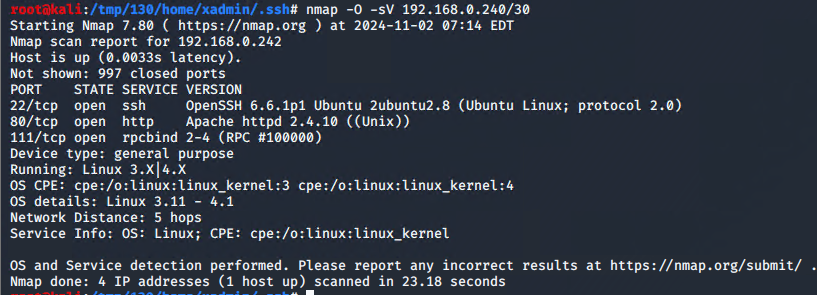 root@kali:/tmp/130/home/xadmin/.ssh# nmap -O -sV 192.168.0.240/30
Starting Nmap 7.80 ( https://nmap.org ) at 2024-11-02 07:14 EDT
Nmap scan report for 192.168.0.242
Host is up (0.0033s latency).
Not shown: 997 closed ports
PORT    STATE SERVICE VERSION
22/tcp  open  ssh     OpenSSH 6.6.1p1 Ubuntu 2ubuntu2.8 (Ubuntu Linux; protocol 2.0)
80/tcp  open  http    Apache httpd 2.4.10 ((Unix))
111/tcp open  rpcbind 2-4 (RPC #100000)
Device type: general purpose
Running: Linux 3.X|4.X
OS CPE: cpe:/o:linux:linux_kernel:3 cpe:/o:linux:linux_kernel:4
OS details: Linux 3.11 - 4.1
Network Distance: 5 hops
Service Info: OS: Linux; CPE: cpe:/o:linux:linux_kernel
OS and Service detection performed. Please report any incorrect results at https://nmap.org/submit/ .
Nmap done: 4 IP addresses (1 host up) scanned in 23.18 seconds
root@kali:/tmp/130/home/xadmin/.ssh#